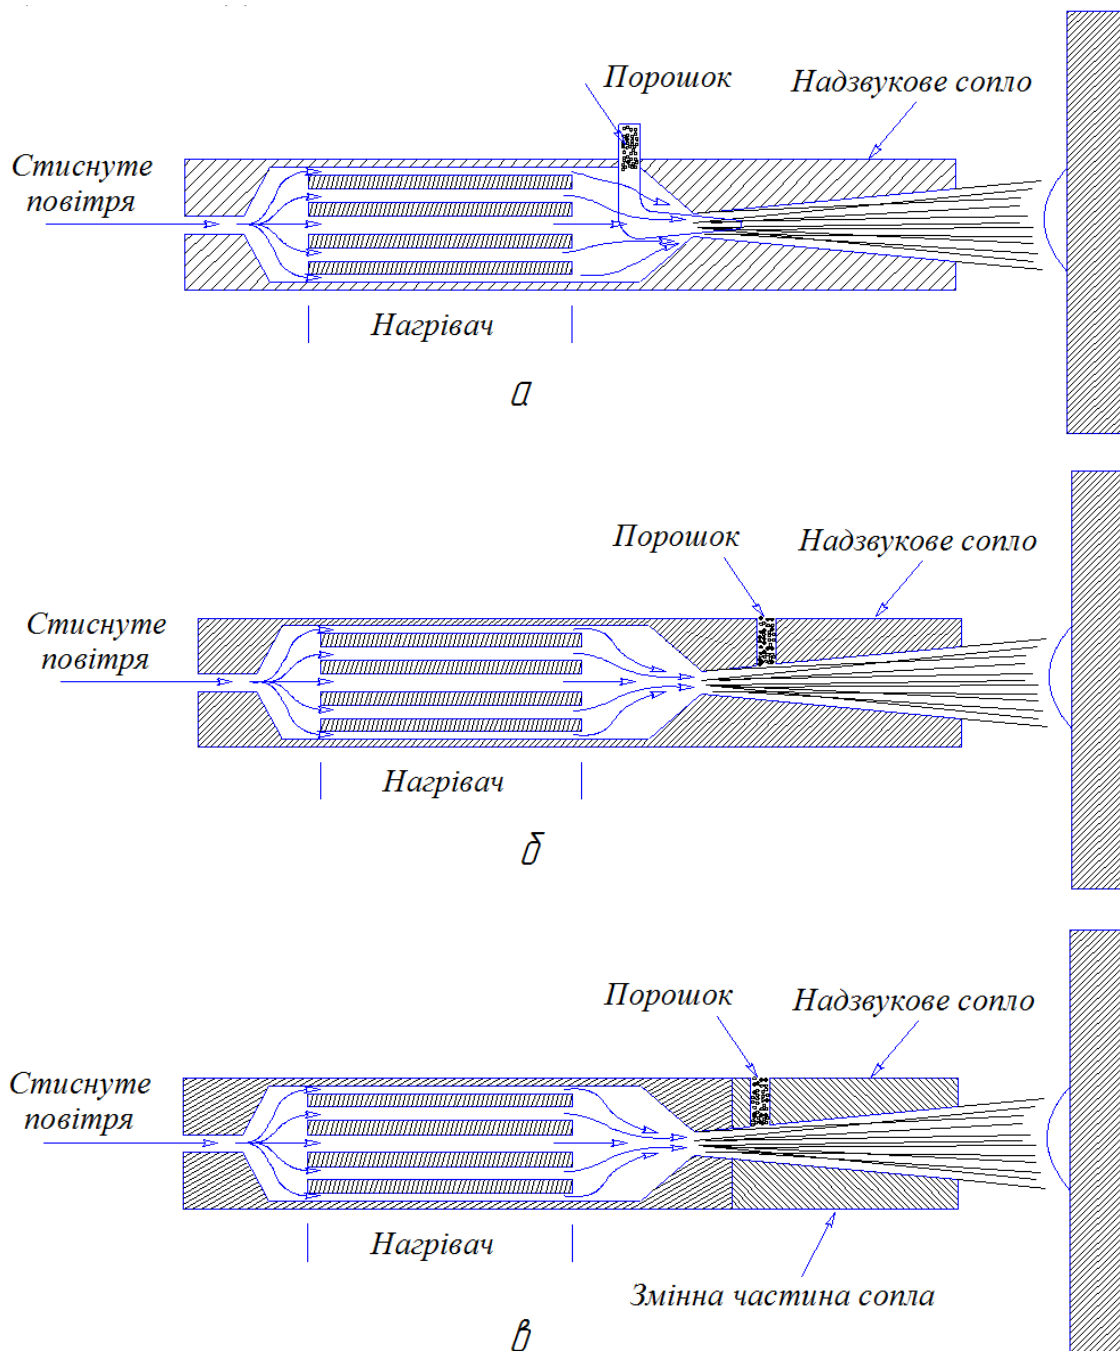 Порошок
Надзвукове сопло
Стиснуте
повітря
Нагрівач
а
Порошок
Надзвукове сопло
Стиснуте
повітря
Нагрівач
б
Порошок
Надзвукове сопло
Стиснуте
повітря
Нагрівач
Змінна частина сопла
в